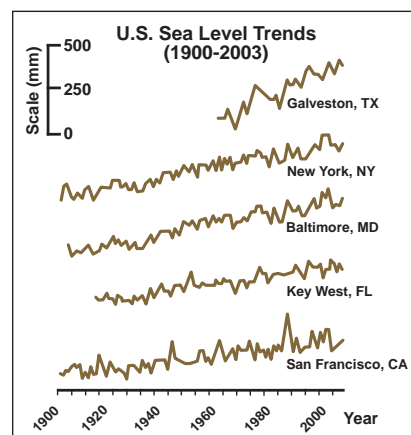 U.S. Sea Level Trends
(1900-2003)
Scale (mm)
500
250
0
Galveston, TX
New York, NY
Baltimore, MD
Key West, FL
San Francisco, CA
1900
1920
1940
1960
1980
2000
Year